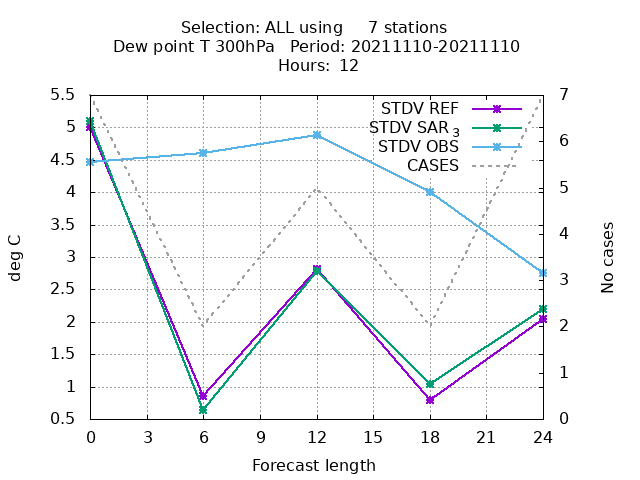 Selection: ALL using     7 stations
Dew point T 300hPa   Period: 20211110-20211110
Hours: 12
STDV REF
STDV SAR 3
STDV OBS
CASES
5.5
5
4.5
4
3.5
3
2.5
2
1.5
1
0.5
deg C
7
6
5
4
3
2
1
0
No cases
0 3 6 9 12 15 18 21 24
Forecast length